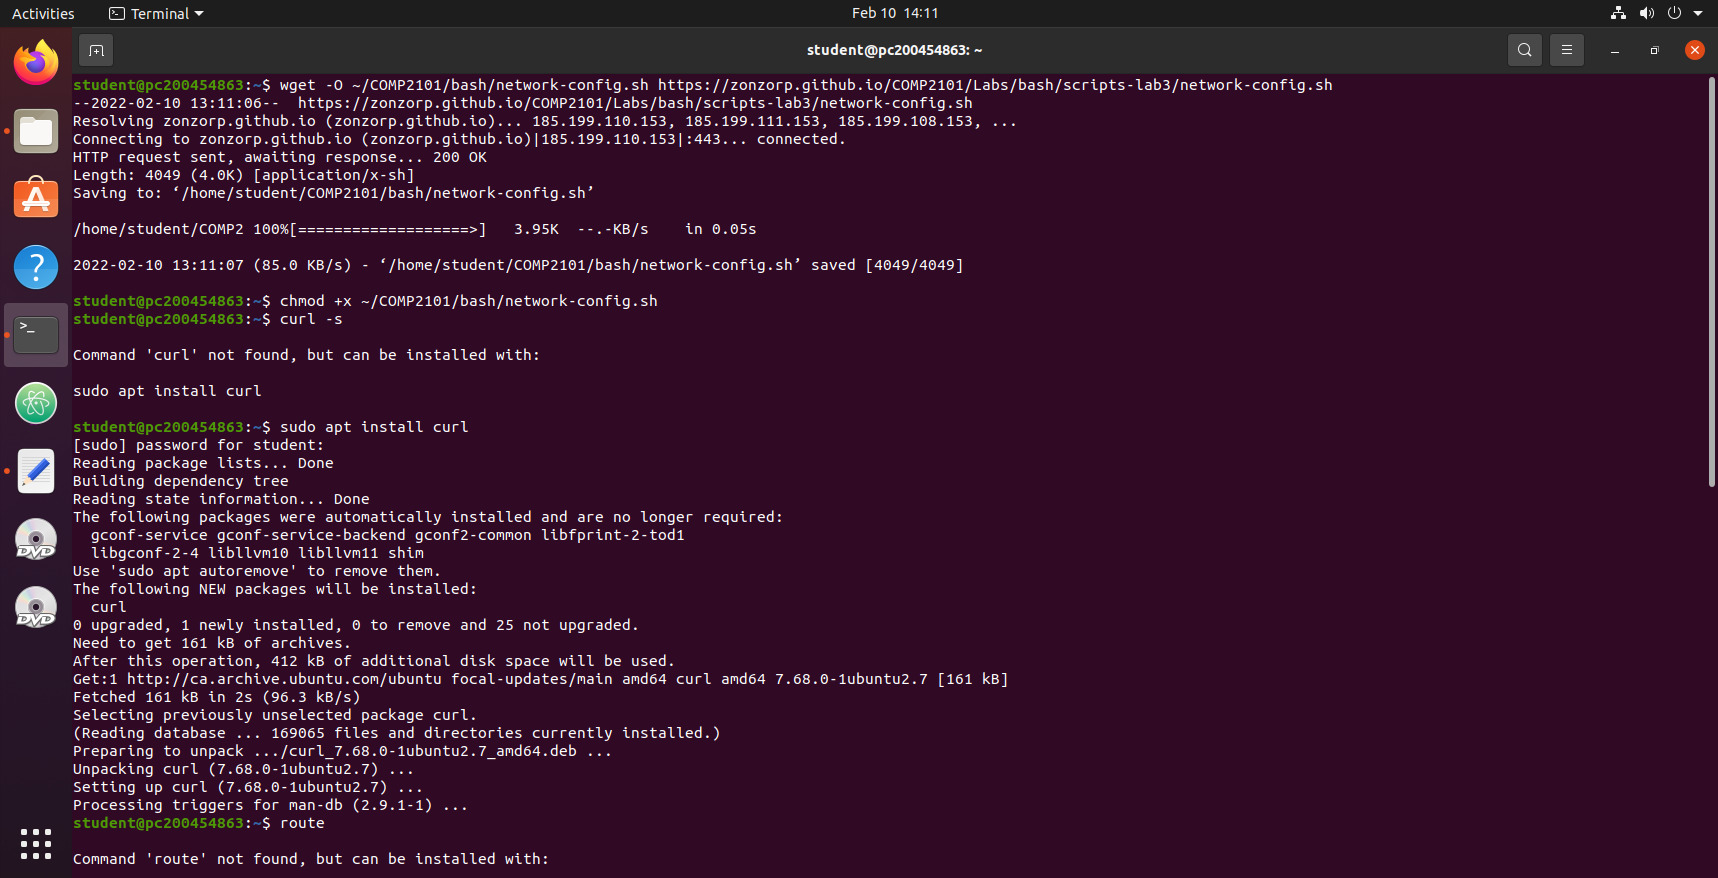 Activities
Terminal
Feb 10 14:11
student@pc200454863: ~
student@pc200454863:~$ wget -O ~/COMP2101/bash/network-config.sh https://zonzorp.github.io/COMP2101/Labs/bash/scripts-lab3/network-config.sh
--2022-02-10 13:11:06--  https://zonzorp.github.io/COMP2101/Labs/bash/scripts-lab3/network-config.sh
Resolving zonzorp.github.io (zonzorp.github.io)... 185.199.110.153, 185.199.111.153, 185.199.108.153, ...
Connecting to zonzorp.github.io (zonzorp.github.io)|185.199.110.153|:443... connected.
HTTP request sent, awaiting response... 200 OK
Length: 4049 (4.0K) [application/x-sh]
Saving to: ‘/home/student/COMP2101/bash/network-config.sh’
/home/student/COMP2 100%[===================>]   3.95K  --.-KB/s    in 0.05s
2022-02-10 13:11:07 (85.0 KB/s) - ‘/home/student/COMP2101/bash/network-config.sh’ saved [4049/4049]
student@pc200454863:~$ chmod +x ~/COMP2101/bash/network-config.sh
student@pc200454863:~$ curl -s
Command 'curl' not found, but can be installed with:
sudo apt install curl
student@pc200454863:~$ sudo apt install curl
[sudo] password for student:
Reading package lists... Done
Building dependency tree
Reading state information... Done
The following packages were automatically installed and are no longer required:
  gconf-service gconf-service-backend gconf2-common libfprint-2-tod1
  libgconf-2-4 libllvm10 libllvm11 shim
Use 'sudo apt autoremove' to remove them.
The following NEW packages will be installed:
  curl
0 upgraded, 1 newly installed, 0 to remove and 25 not upgraded.
Need to get 161 kB of archives.
After this operation, 412 kB of additional disk space will be used.
Get:1 http://ca.archive.ubuntu.com/ubuntu focal-updates/main amd64 curl amd64 7.68.0-1ubuntu2.7 [161 kB]
Fetched 161 kB in 2s (96.3 kB/s)
Selecting previously unselected package curl.
(Reading database ... 169065 files and directories currently installed.)
Preparing to unpack .../curl_7.68.0-1ubuntu2.7_amd64.deb ...
Unpacking curl (7.68.0-1ubuntu2.7) ...
Setting up curl (7.68.0-1ubuntu2.7) ...
Processing triggers for man-db (2.9.1-1) ...
student@pc200454863:~$ route
Command 'route' not found, but can be installed with:
DVD
DVD